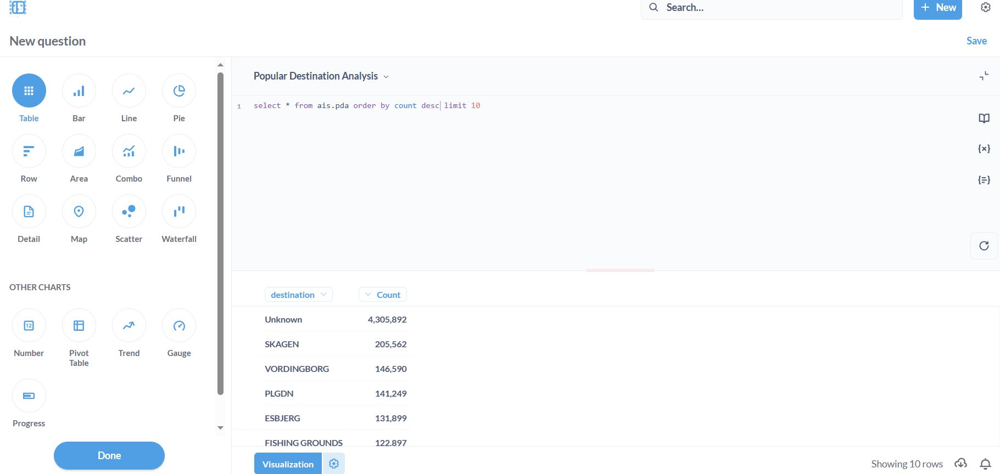 Search...
+ New
New question
Save
Table
Bar
Line
Pie
Row
Area
Combo
Funnel
Detail
Map
Scatter
Waterfall
OTHER CHARTS
12
Number
Pivot
Table
Trend
Gauge
Progress
Done
Popular Destination Analysis
1 select * from ais.pda order by count desc limit 10
{x}
{=}
destination Count
Unknown 4,305,892
SKAGEN 205,562
VORDINGBORG 146,590
PLGDN 141,249
ESBJERG 131,899
FISHING GROUNDS 122,897
Visualization
Showing 10 rows